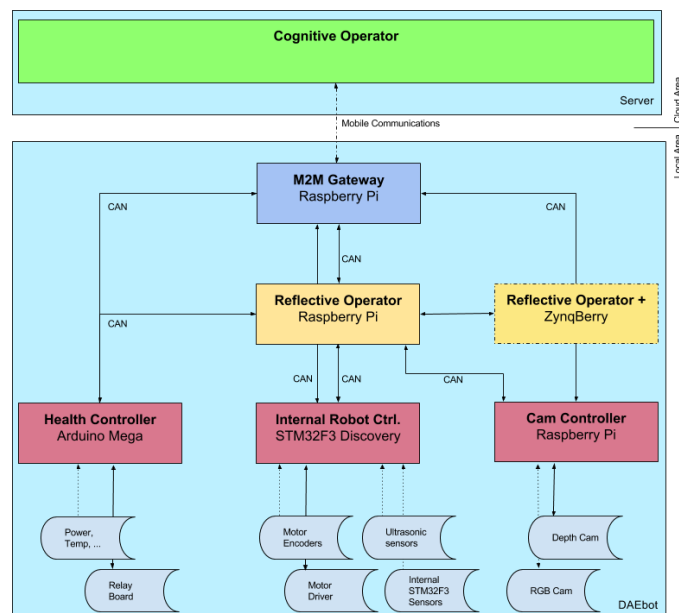 Cognitive Operator
Server
Cloud Area
Mobile Communications
Local Area
M2M Gateway
Raspberry Pi
CAN
CAN
CAN
Reflective Operator
Raspberry Pi
Reflective Operator +
ZynqBerry
CAN
CAN
CAN
CAN
Health Controller
Arduino Mega
Internal Robot Ctrl.
STM32F3 Discovery
Cam Controller
Raspberry Pi
Power,
Temp, ...
Motor
Encoders
Ultrasonic
sensors
Depth Cam
Relay
Board
Motor
Driver
Internal
STM32F3
Sensors
RGB Cam
DAEbot